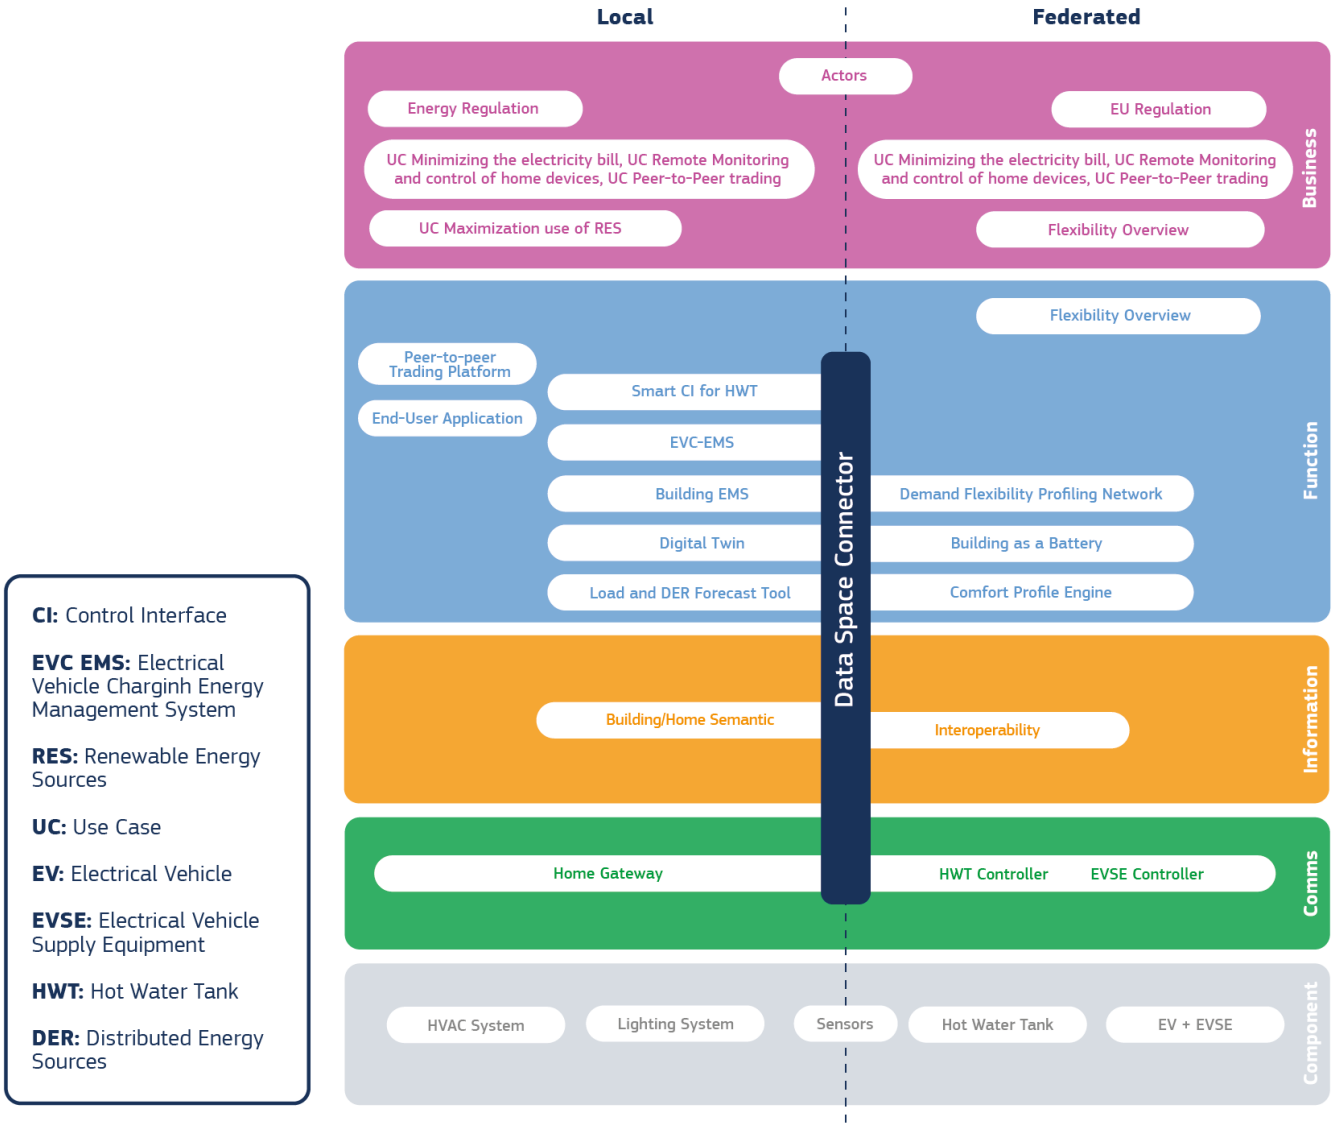 Local
Federated
Actors
Energy Regulation
EU Regulation
UC Minimizing the electricity bill, UC Remote Monitoring
and control of home devices, UC Peer-to-Peer trading
UC Minimizing the electricity bill, UC Remote Monitoring
and control of home devices, UC Peer-to-Peer trading
UC Maximization use of RES
Flexibility Overview
Business
Flexibility Overview
Peer-to-peer
Trading Platform
End-User Application
Smart CI for HWT
EVC-EMS
Building EMS
Demand Flexibility Profiling Network
Digital Twin
Building as a Battery
Load and DER Forecast Tool
Comfort Profile Engine
Function
Data Space Connector
Building/Home Semantic
Interoperability
Information
Home Gateway
HWT Controller
EVSE Controller
Comms
HVAC System
Lighting System
Sensors
Hot Water Tank
EV + EVSE
Component
CI: Control Interface
EVC EMS: Electrical
Vehicle Charginh Energy
Management System
RES: Renewable Energy
Sources
UC: Use Case
EV: Electrical Vehicle
EVSE: Electrical Vehicle
Supply Equipment
HWT: Hot Water Tank
DER: Distributed Energy
Sources